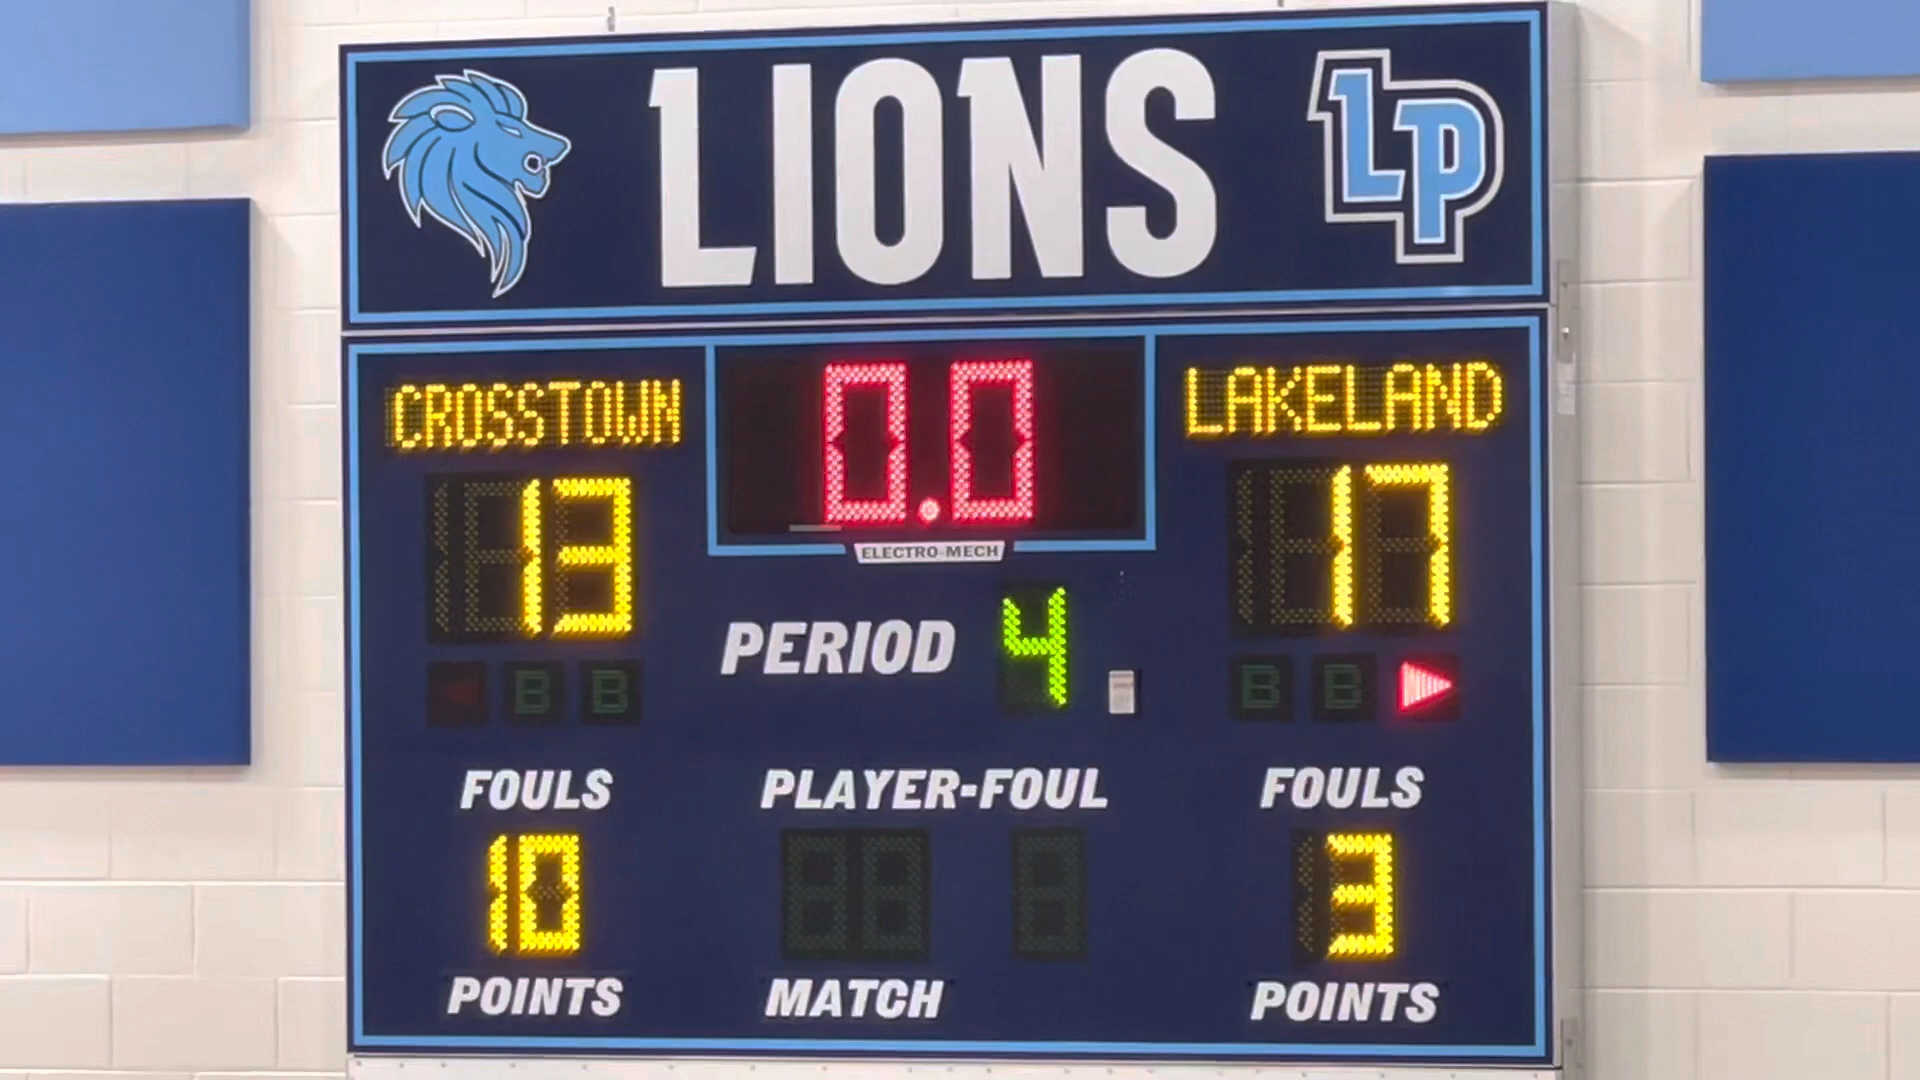 LIONS LP
CROSSTOWN 0.0 LAKELAND
13 17
ELECTRO-MECH
PERIOD 4
FOULS PLAYER-FOUL FOULS
10 3
POINTS MATCH POINTS